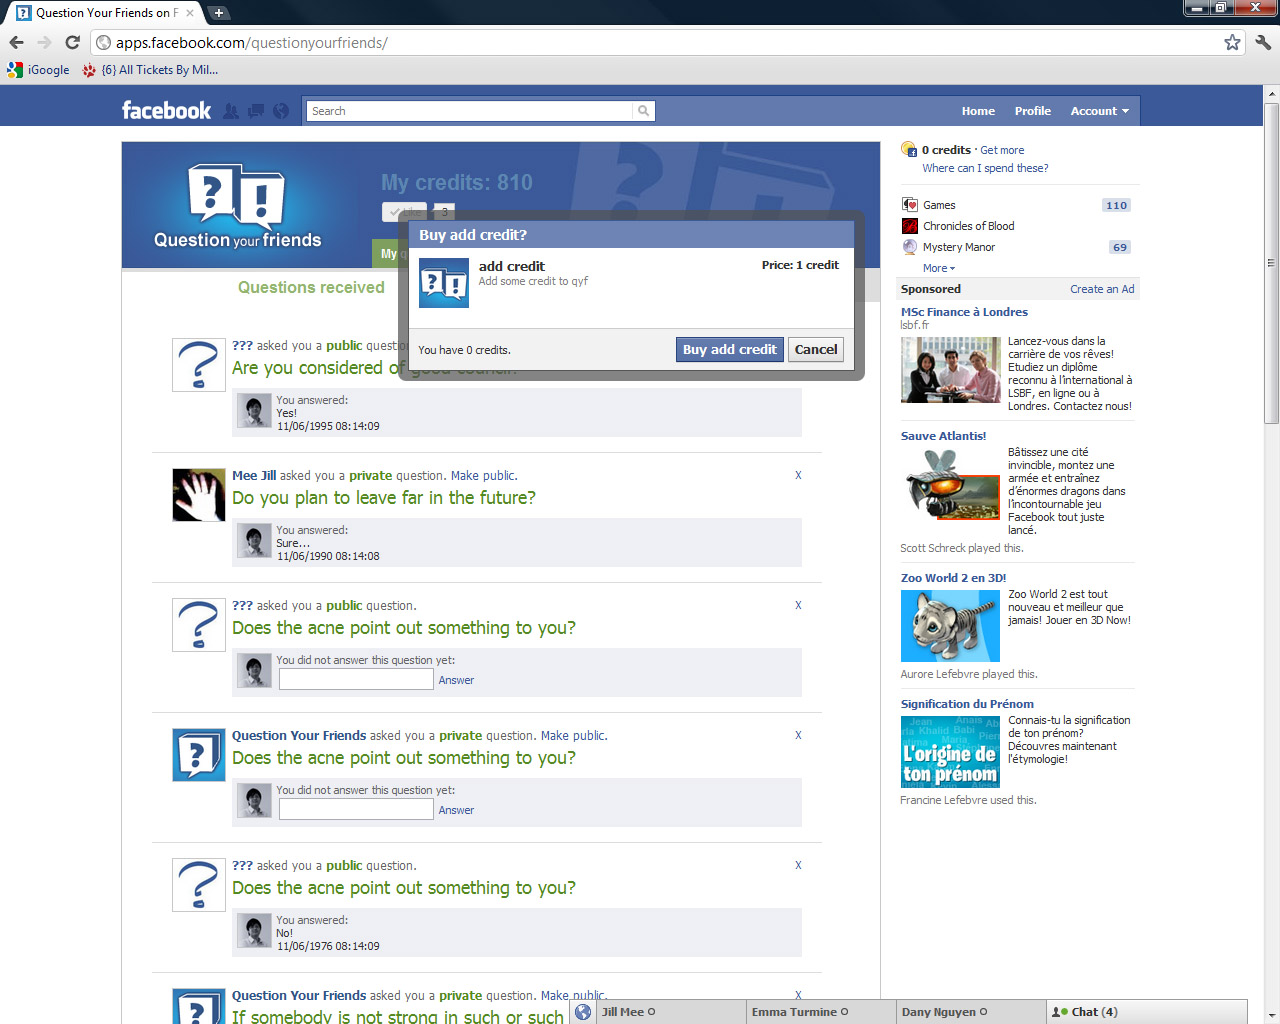 Question Your Friends on F
apps.facebook.com/questionyourfriends/
iGoogle
{6} All Tickets By Mil...
facebook
Search
Home Profile Account
My credits: 810
Like 3
Question your friends
My q
Questions received
Buy add credit?
add credit
Price: 1 credit
Add some credit to qyf
You have 0 credits.
Buy add credit
Cancel
??? asked you a public questio
Are you considered of good council?
You answered:
Yes!
11/06/1995 08:14:09
Mee Jill asked you a private question. Make public.
X
Do you plan to leave far in the future?
You answered:
Sure...
11/06/1990 08:14:08
??? asked you a public question.
X
Does the acne point out something to you?
You did not answer this question yet:
Answer
Question Your Friends asked you a private question. Make public.
X
Does the acne point out something to you?
You did not answer this question yet:
Answer
??? asked you a public question.
X
Does the acne point out something to you?
You answered:
No!
11/06/1976 08:14:09
Question Your Friends asked you a private question. Make public.
X
If somebody is not strong in such or such
0 credits · Get more
Where can I spend these?
Games 110
Chronicles of Blood
Mystery Manor 69
More
Sponsored
Create an Ad
MSc Finance à Londres
lsbf.fr
Lancez-vous dans la
carrière de vos rêves!
Etudiez un diplôme
reconnu à l'international à
LSBF, en ligne ou à
Londres. Contactez nous!
Sauve Atlantis!
Bâtissez une cité
invincible, montez une
armée et entraînez
d'énormes dragons dans
l'incontournable jeu
Facebook tout juste
lancé.
Scott Schreck played this.
Zoo World 2 en 3D!
Zoo World 2 est tout
nouveau et meilleur que
jamais! Jouer en 3D Now!
Aurore Lefebvre played this.
Signification du Prénom
L'origine de
ton prénom
Connais-tu la signification
de ton prénom?
Découvres maintenant
l'étymologie!
Francine Lefebvre used this.
Jill Mee
Emma Turmine
Dany Nguyen
Chat (4)